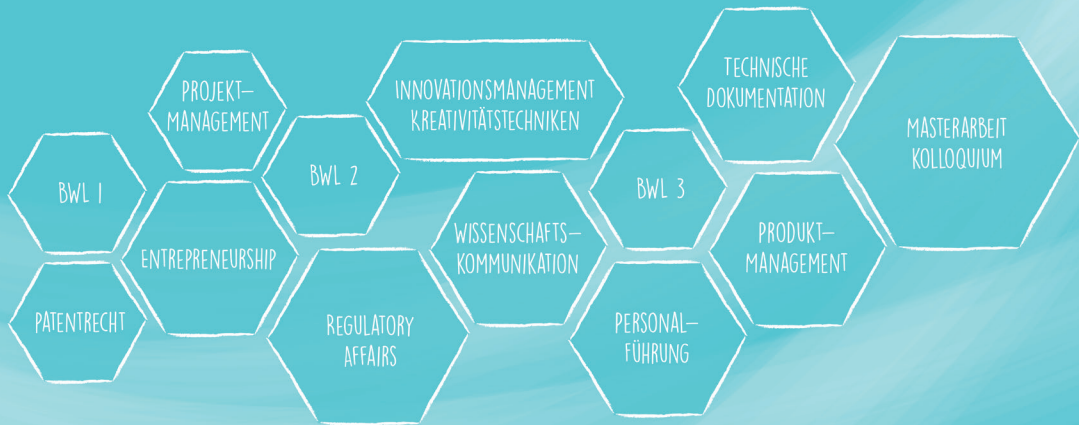 PROJEKT–
MANAGEMENT
INNOVATIONSMANAGEMENT
KREATIVITÄTSTECHNIKEN
TECHNISCHE
DOKUMENTATION
MASTERARBEIT
KOLLOQUIUM
BWL 1
BWL 2
BWL 3
ENTREPRENEURSHIP
WISSENSCHAFTS–
KOMMUNIKATION
PRODUKT–
MANAGEMENT
PATENTRECHT
REGULATORY
AFFAIRS
PERSONAL–
FÜHRUNG